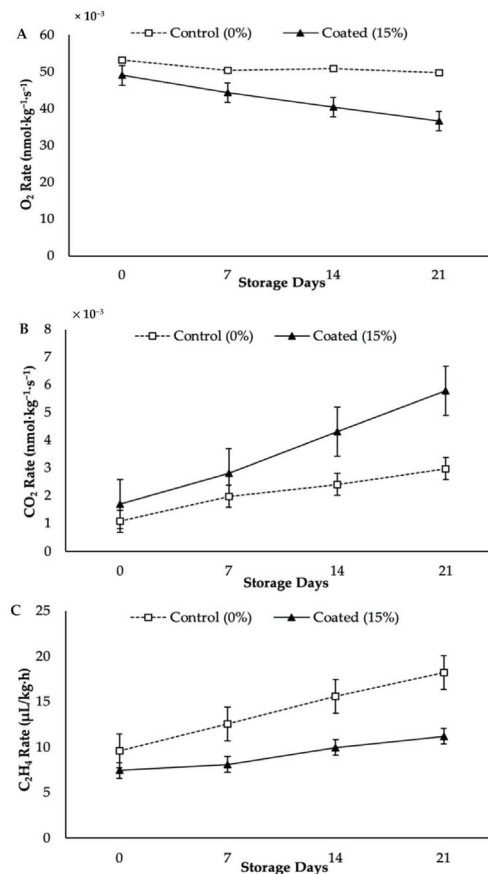 A
× 10⁻³
Control (0%) Coated (15%)
O₂ Rate (nmol·kg⁻¹·s⁻¹)
60
50
40
30
20
10
0
0 7 14 21
Storage Days
B
× 10⁻³
Control (0%) Coated (15%)
CO₂ Rate (nmol·kg⁻¹·s⁻¹)
8
7
6
5
4
3
2
1
0
0 7 14 21
Storage Days
C
Control (0%) Coated (15%)
C₂H₄ Rate (µL/kg·h)
25
20
15
10
5
0
0 7 14 21
Storage Days